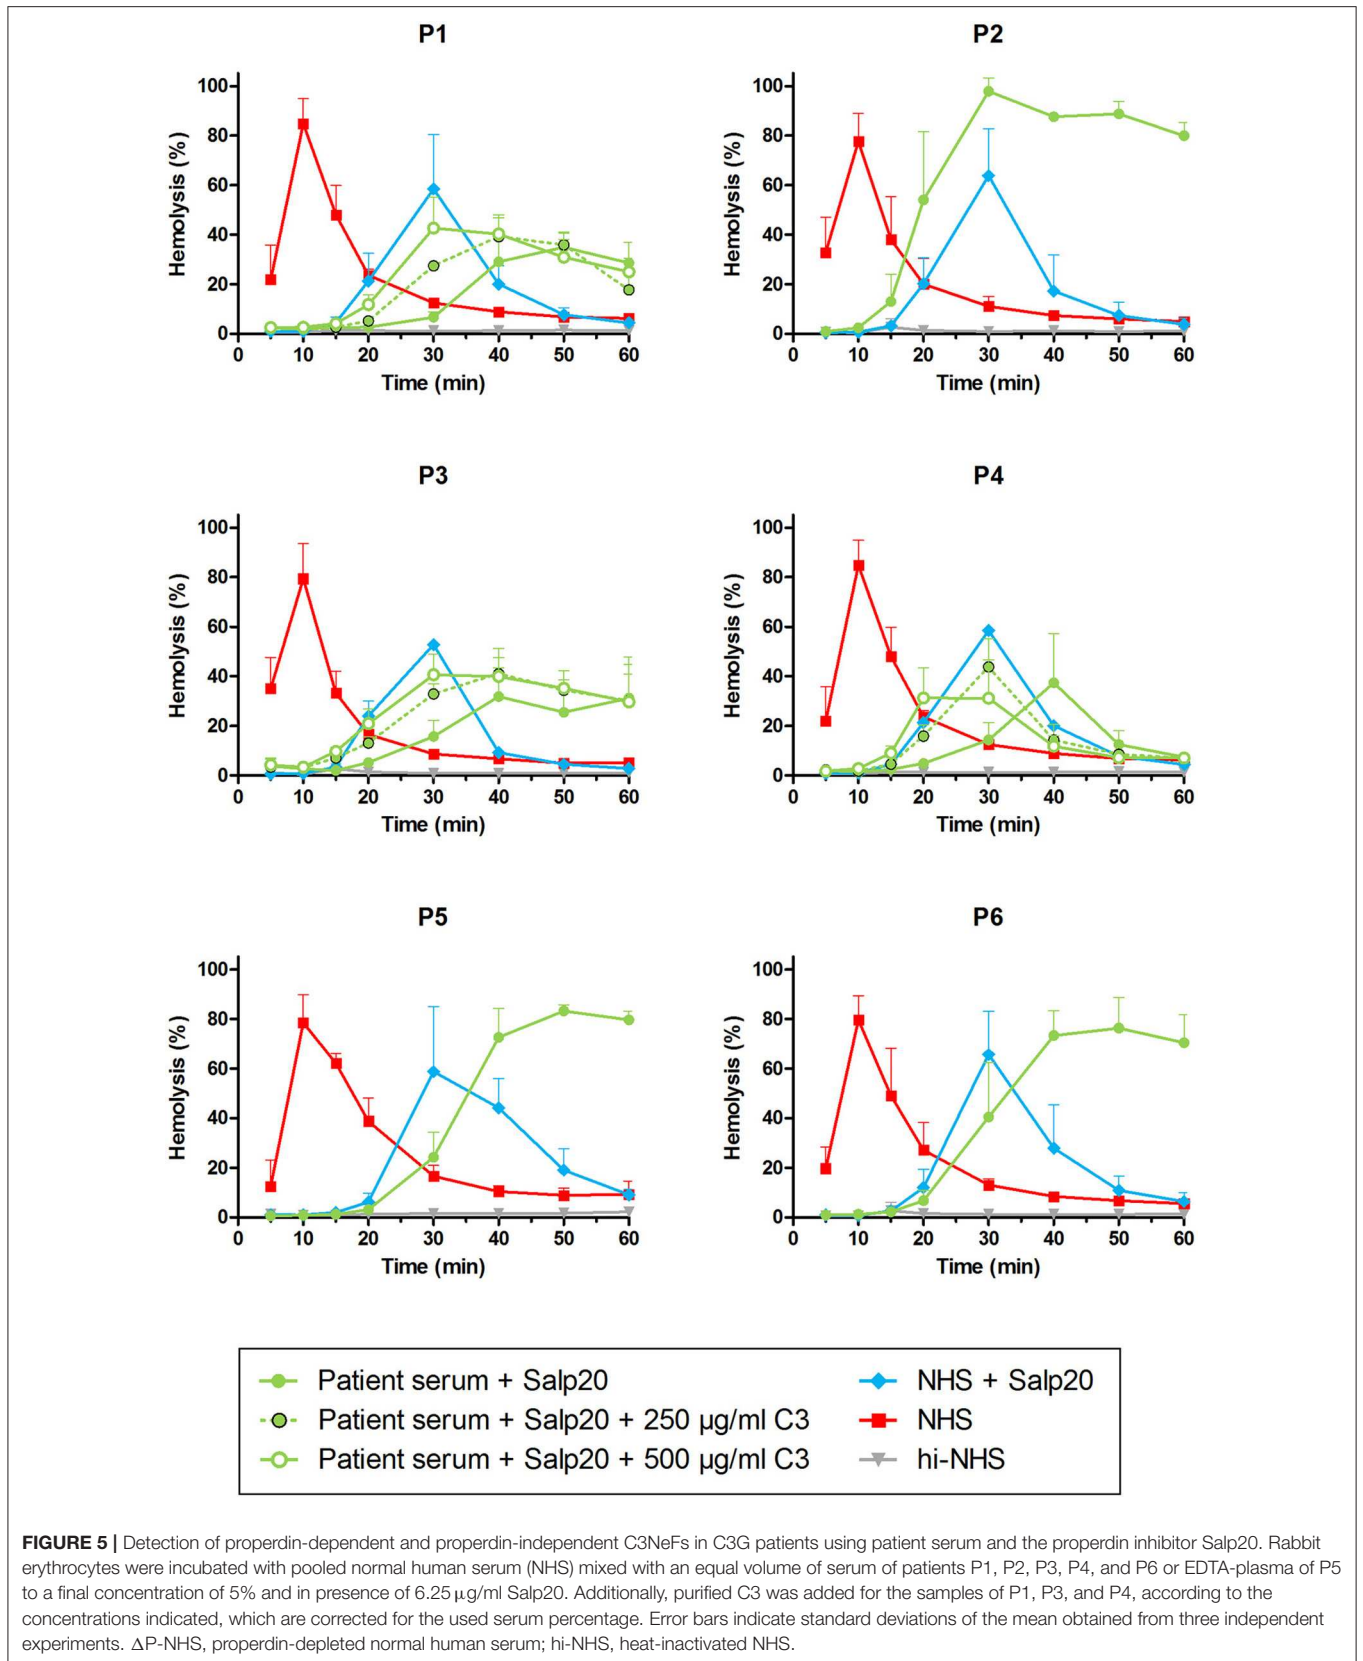 P1
Hemolysis (%)
100
80
60
40
20
0
0 10 20 30 40 50 60
Time (min)
P2
Hemolysis (%)
100
80
60
40
20
0
0 10 20 30 40 50 60
Time (min)
P3
Hemolysis (%)
100
80
60
40
20
0
0 10 20 30 40 50 60
Time (min)
P4
Hemolysis (%)
100
80
60
40
20
0
0 10 20 30 40 50 60
Time (min)
P5
Hemolysis (%)
100
80
60
40
20
0
0 10 20 30 40 50 60
Time (min)
P6
Hemolysis (%)
100
80
60
40
20
0
0 10 20 30 40 50 60
Time (min)
Patient serum + Salp20
Patient serum + Salp20 + 250 µg/ml C3
Patient serum + Salp20 + 500 µg/ml C3
NHS + Salp20
NHS
hi-NHS
FIGURE 5 | Detection of properdin-dependent and properdin-independent C3NeFs in C3G patients using patient serum and the properdin inhibitor Salp20. Rabbit
erythrocytes were incubated with pooled normal human serum (NHS) mixed with an equal volume of serum of patients P1, P2, P3, P4, and P6 or EDTA-plasma of P5
to a final concentration of 5% and in presence of 6.25 µg/ml Salp20. Additionally, purified C3 was added for the samples of P1, P3, and P4, according to the
concentrations indicated, which are corrected for the used serum percentage. Error bars indicate standard deviations of the mean obtained from three independent
experiments. ΔP-NHS, properdin-depleted normal human serum; hi-NHS, heat-inactivated NHS.